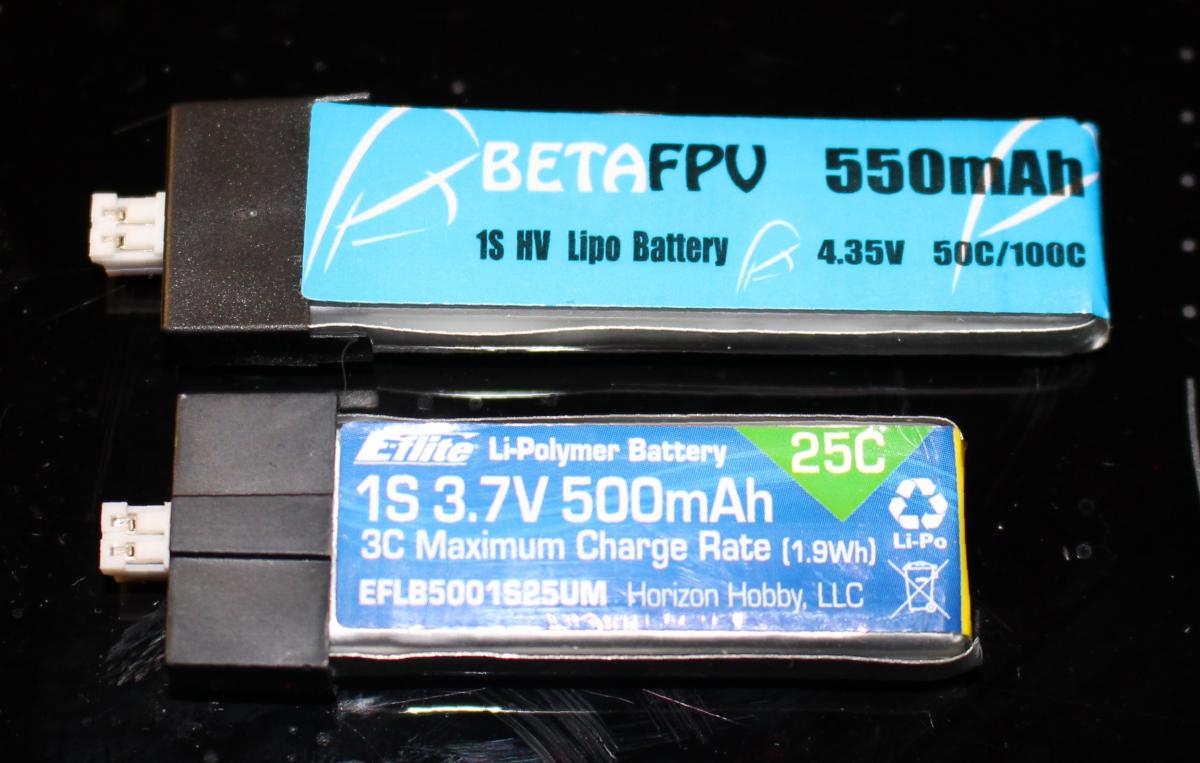 BETAFPV 550mAh
1S HV Lipo Battery 4.35V 50C/100C
E-flite Li-Polymer Battery 25C
1S 3.7V 500mAh
3C Maximum Charge Rate (1.9Wh)
Li-Po
EFLB5001S25UM Horizon Hobby, LLC